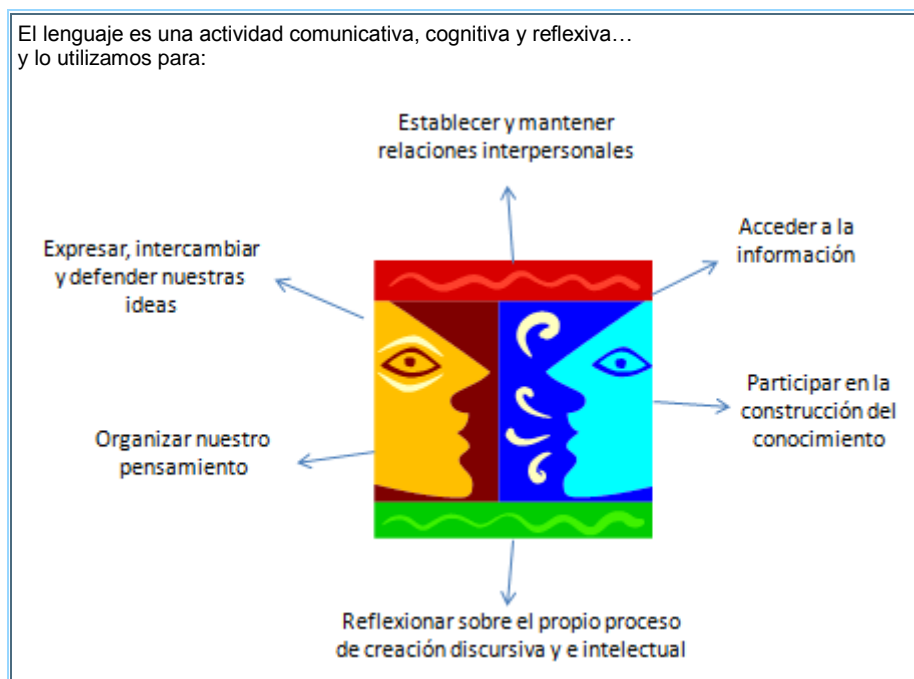 El lenguaje es una actividad comunicativa, cognitiva y reflexiva…
y lo utilizamos para:
Establecer y mantener
relaciones interpersonales
Acceder a la
información
Expresar, intercambiar
y defender nuestras
ideas
Participar en la
construcción del
conocimiento
Organizar nuestro
pensamiento
Reflexionar sobre el propio proceso
de creación discursiva y e intelectual